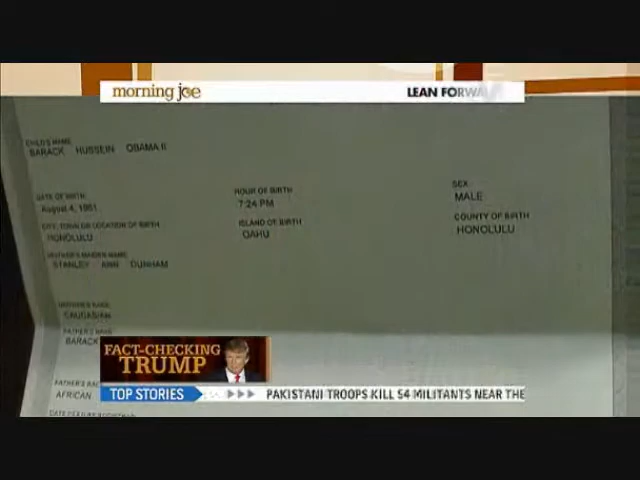 morning joe
LEAN FORWA
CHILD'S NAME
BARACK HUSSEIN OBAMA II
DATE OF BIRTH
August 4, 1961
HOUR OF BIRTH
7:24 PM
SEX
MALE
CITY, TOWN OR LOCATION OF BIRTH
HONOLULU
ISLAND OF BIRTH
OAHU
COUNTY OF BIRTH
HONOLULU
MOTHER'S MAIDEN NAME
STANLEY ANN DUNHAM
MOTHER'S RACE
CAUCASIAN
FATHER'S NAME
BARACK
FATHER'S RAC
AFRICAN
FACT-CHECKING
TRUMP
TOP STORIES
PAKISTANI TROOPS KILL 54 MILITANTS NEAR THE